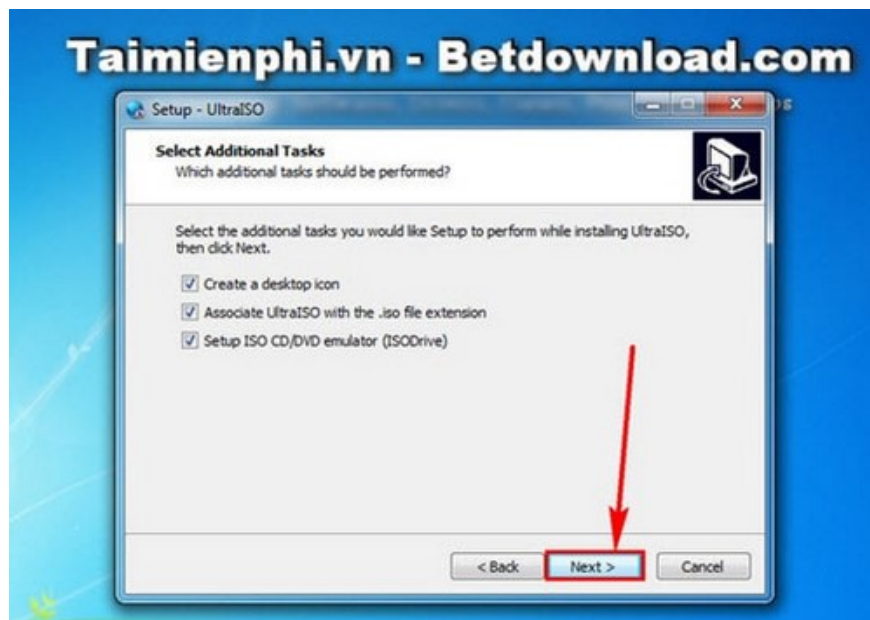 Taimienphi.vn - Betdownload.com
Setup - UltraISO
Select Additional Tasks
Which additional tasks should be performed?
Select the additional tasks you would like Setup to perform while installing UltraISO,
then click Next.
Create a desktop icon
Associate UltraISO with the .iso file extension
Setup ISO CD/DVD emulator (ISODrive)
< Back
Next >
Cancel